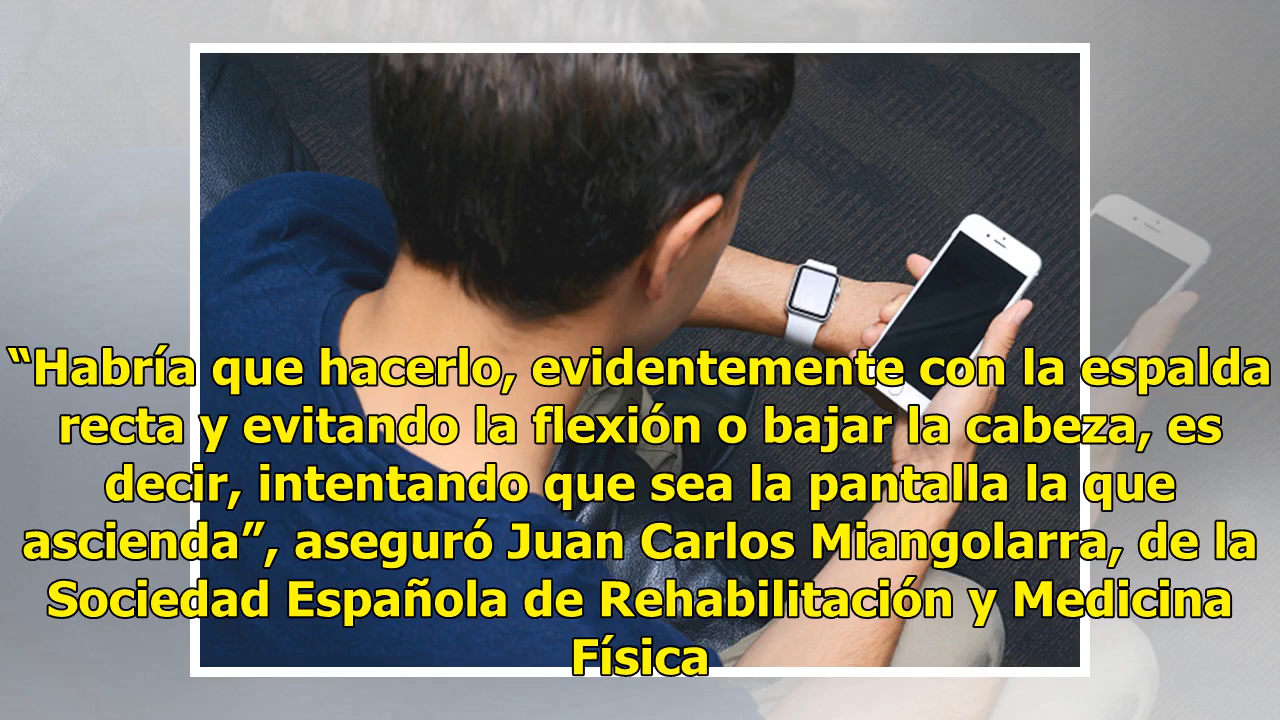 “Habría que hacerlo, evidentemente con la espalda
recta y evitando la flexión o bajar la cabeza, es
decir, intentando que sea la pantalla la que
ascienda”, aseguró Juan Carlos Miangolarra, de la
Sociedad Española de Rehabilitación y Medicina
Física